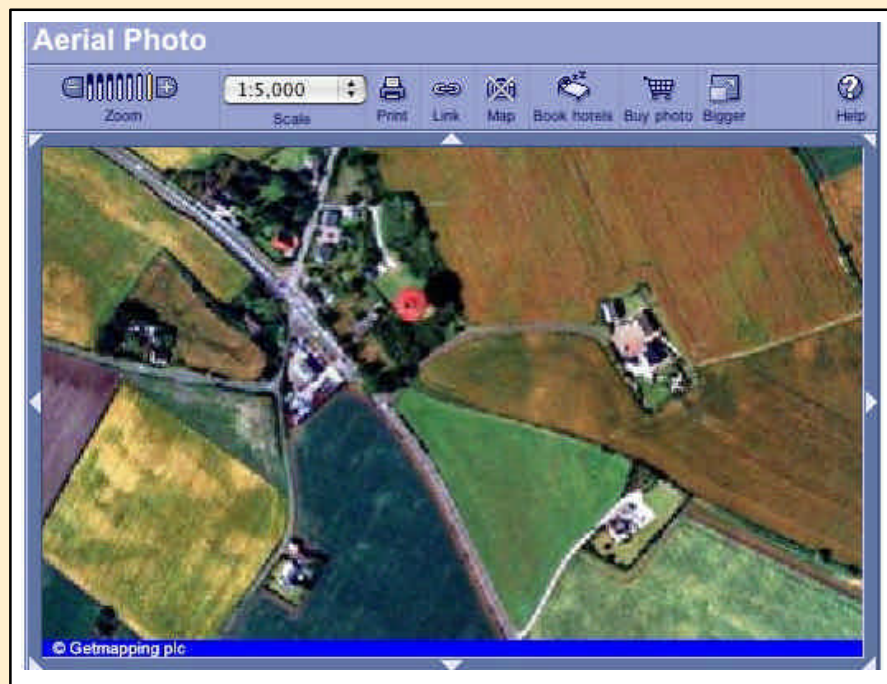 Aerial Photo
1:5,000
Zoom
Scale
Print
Link
Map
Book hotels
Buy photo
Bigger
Help
© Getmapping plc